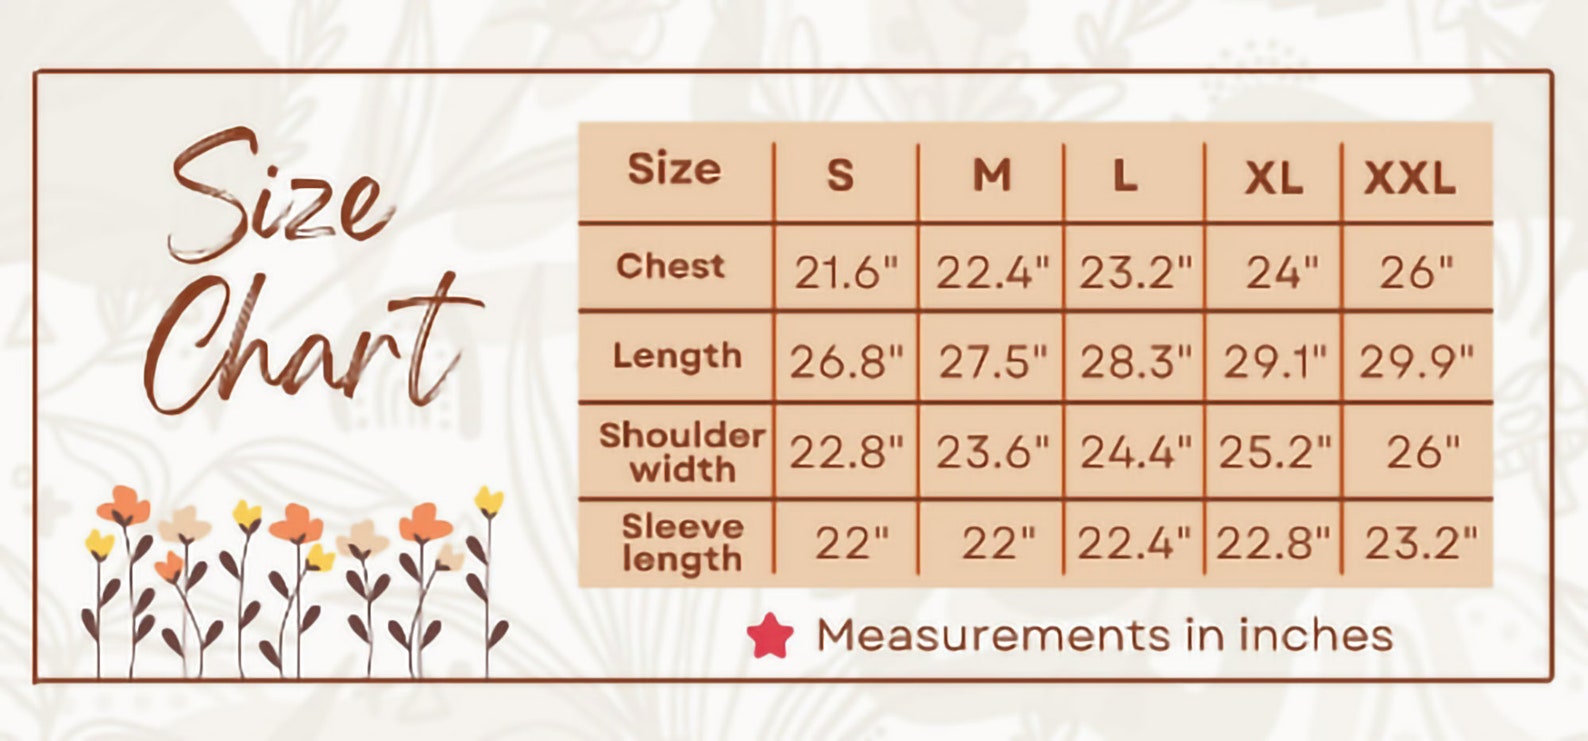 Size
Chart
Size S M L XL XXL
Chest 21.6" 22.4" 23.2" 24" 26"
Length 26.8" 27.5" 28.3" 29.1" 29.9"
Shoulder
width 22.8" 23.6" 24.4" 25.2" 26"
Sleeve
length 22" 22" 22.4" 22.8" 23.2"
Measurements in inches